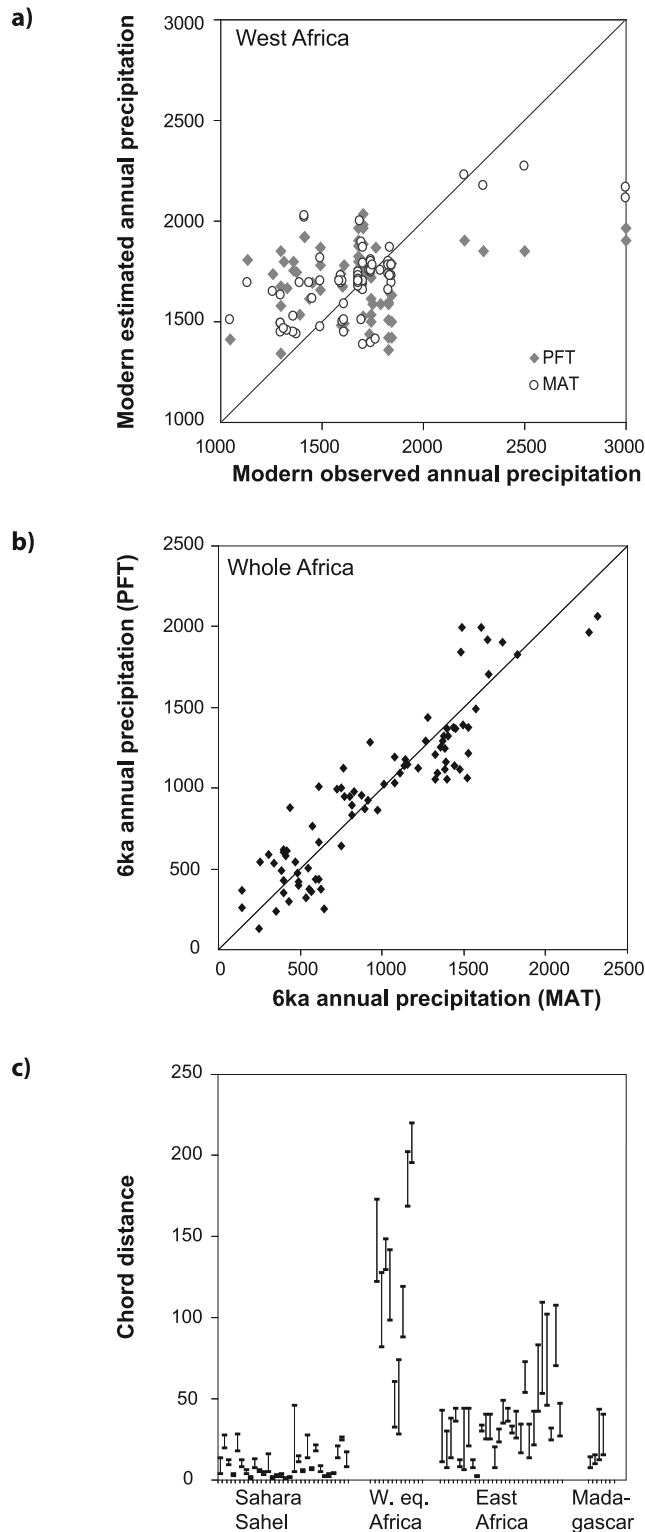 a)
West Africa
Modern estimated annual precipitation
3000
2500
2000
1500
1000
PFT
MAT
1000 1500 2000 2500 3000
Modern observed annual precipitation
b)
Whole Africa
6ka annual precipitation (PFT)
2500
2000
1500
1000
500
0
0 500 1000 1500 2000 2500
6ka annual precipitation (MAT)
c)
Chord distance
250
200
150
100
50
0
Sahara W. eq. East Mada-
Sahel Africa Africa gascar